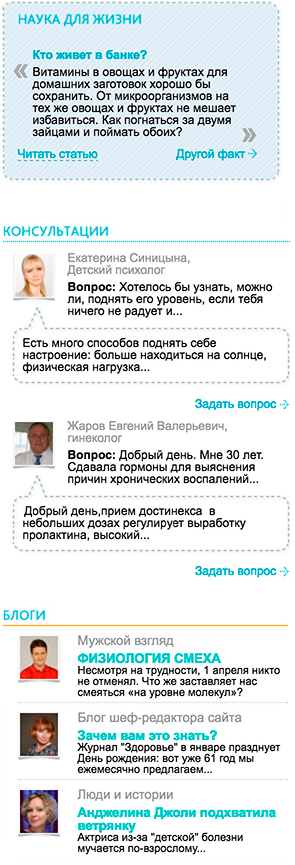 НАУКА ДЛЯ ЖИЗНИ
Кто живет в банке?
« Витамины в овощах и фруктах для
домашних заготовок хорошо бы
сохранить. От микроорганизмов на
тех же овощах и фруктах не мешает
избавиться. Как погнаться за двумя
зайцами и поймать обоих? »
Читать статью Другой факт →
КОНСУЛЬТАЦИИ
Екатерина Синицына,
Детский психолог
Вопрос: Хотелось бы узнать, можно
ли, поднять его уровень, если тебя
ничего не радует и...
Есть много способов поднять себе
настроение: больше находиться на солнце,
физическая нагрузка...
Задать вопрос →
Жаров Евгений Валерьевич,
гинеколог
Вопрос: Добрый день. Мне 30 лет.
Сдавала гормоны для выяснения
причин хронических воспалений...
Добрый день,прием достинекса в
небольших дозах регулирует выработку
пролактина, высокий...
Задать вопрос →
БЛОГИ
Мужской взгляд
ФИЗИОЛОГИЯ СМЕХА
Несмотря на трудности, 1 апреля никто
не отменял. Что же заставляет нас
смеяться «на уровне молекул»?
Блог шеф-редактора сайта
Зачем вам это знать?
Журнал "Здоровье" в январе празднует
День рождения: вот уже 61 год мы
ежемесячно предлагаем...
Люди и истории
Анджелина Джоли подхватила
ветрянку
Актриса из-за "детской" болезни
мучается по-взрослому...